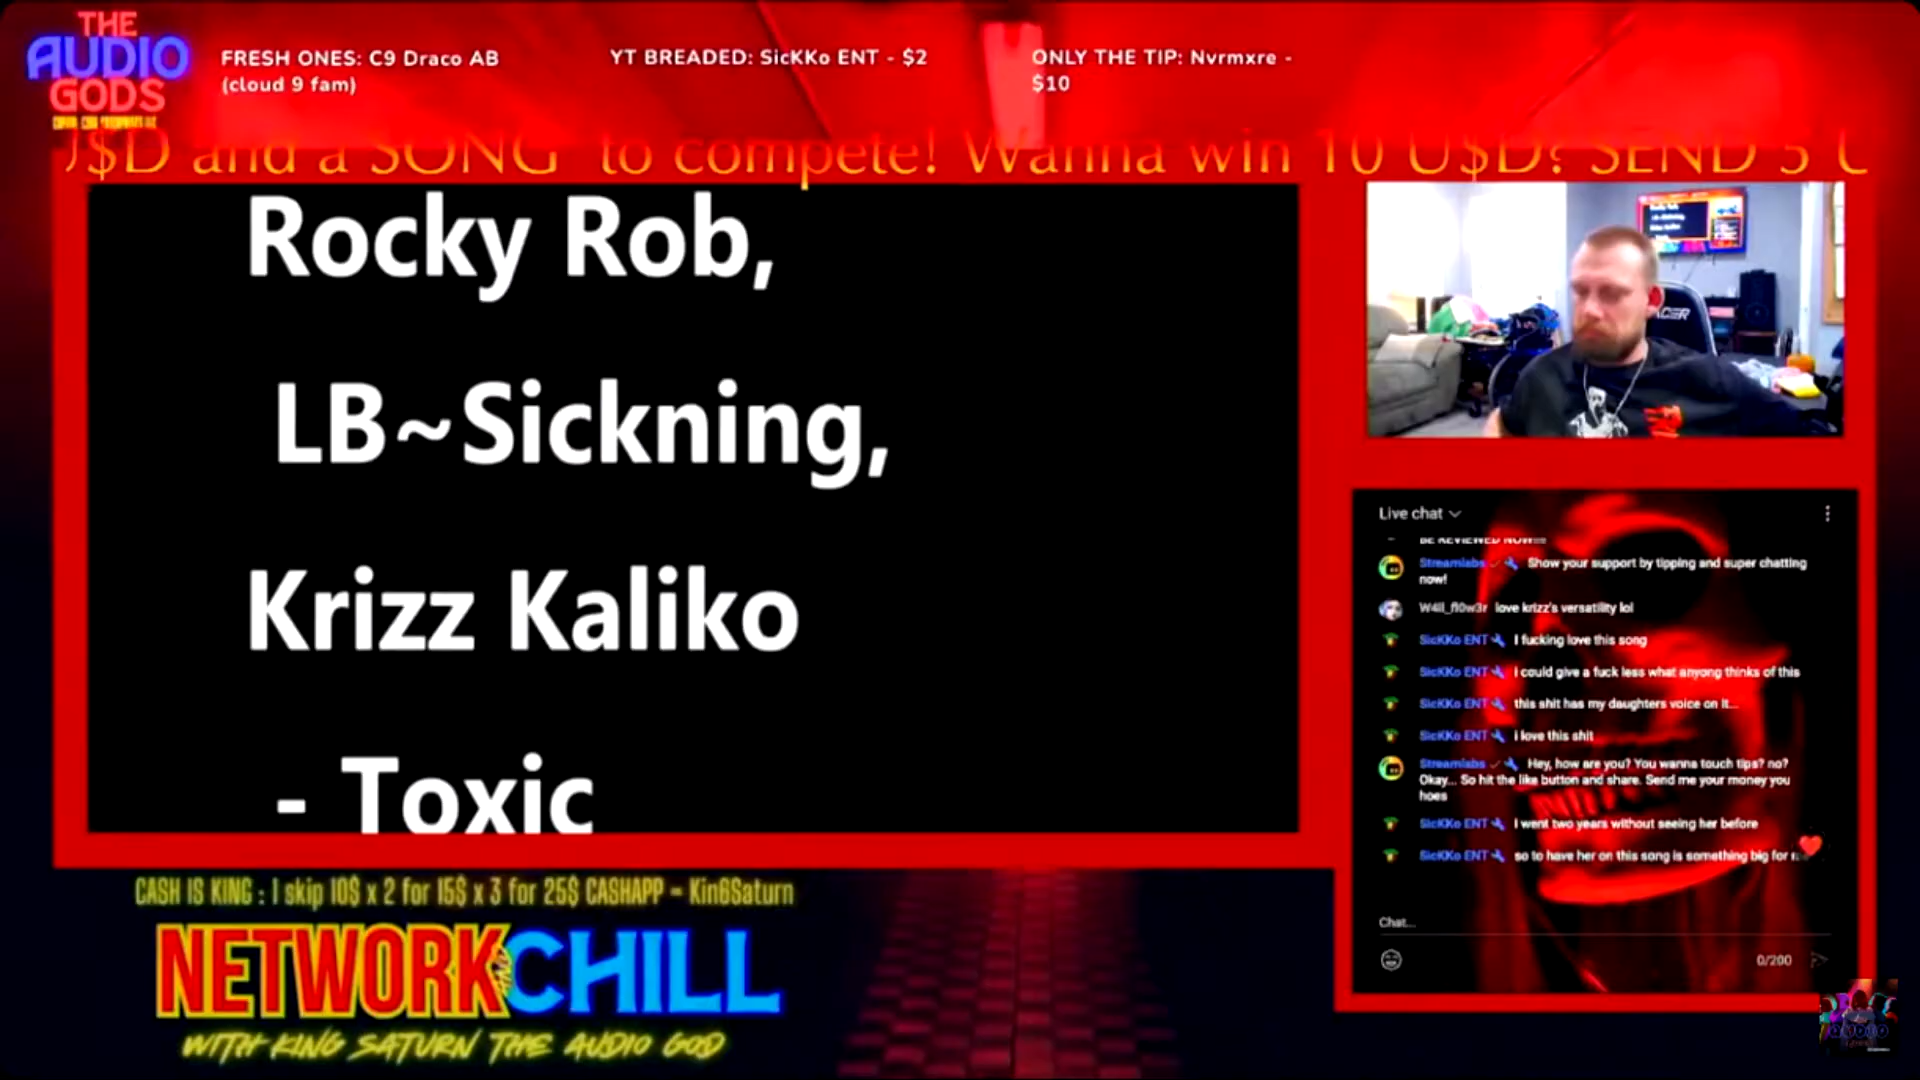 THE
AUDIO
GODS
FRESH ONES: C9 Draco AB
(cloud 9 fam)
YT BREADED: SicKKo ENT - $2
ONLY THE TIP: Nvrmxre -
$10
U$D and a SONG to compete! Wanna win 10 U$D? SEND 5 U
Rocky Rob,
LB~Sickning,
Krizz Kaliko
- Toxic
ACER
Live chat
BE REVIEWED NOW!!!!
Streamlabs Show your support by tipping and super chatting
now!
W4ll_fl0w3r love krizz's versatility lol
SicKKo ENT I fucking love this song
SicKKo ENT I could give a fuck less what anyong thinks of this
SicKKo ENT this shit has my daughters voice on it...
SicKKo ENT i love this shit
Streamlabs Hey, how are you? You wanna touch tips? no?
Okay... So hit the like button and share. Send me your money you
hoes
SicKKo ENT I went two years without seeing her before
SicKKo ENT so to have her on this song is something big for
Chat...
0/200
CASH IS KING : 1 skip 10$ x 2 for 15$ x 3 for 25$ CASHAPP - Kin6Saturn
NETWORK AND CHILL
WITH KING SATURN THE AUDIO GOD
AUDIO